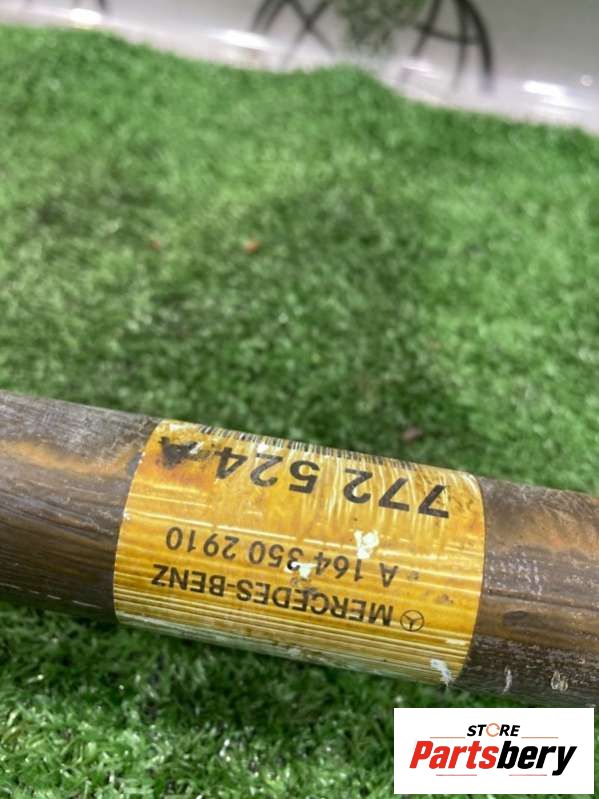 MERCEDES-BENZ
A 164 350 2910
772 524 A
STORE
Partsbery